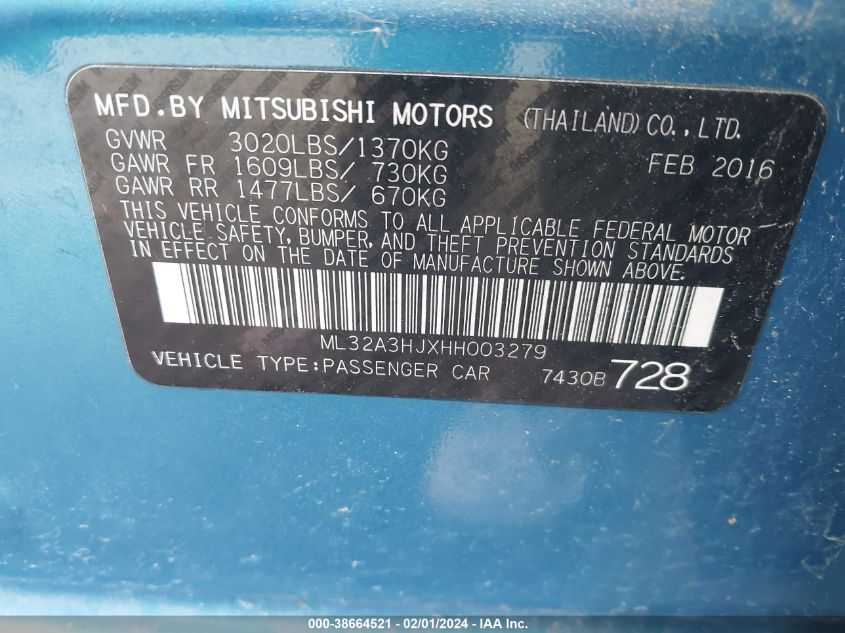 MFD.BY MITSUBISHI MOTORS (THAILAND)CO.,LTD.
GVWR 3020LBS/1370KG FEB 2016
GAWR FR 1609LBS/ 730KG
GAWR RR 1477LBS/ 670KG
THIS VEHICLE CONFORMS TO ALL APPLICABLE FEDERAL MOTOR
VEHICLE SAFETY, BUMPER, AND THEFT PREVENTION STANDARDS
IN EFFECT ON THE DATE OF MANUFACTURE SHOWN ABOVE.
ML32A3HJXHH003279
VEHICLE TYPE:PASSENGER CAR 7430B 728
000-38664521 - 02/01/2024 - IAA Inc.